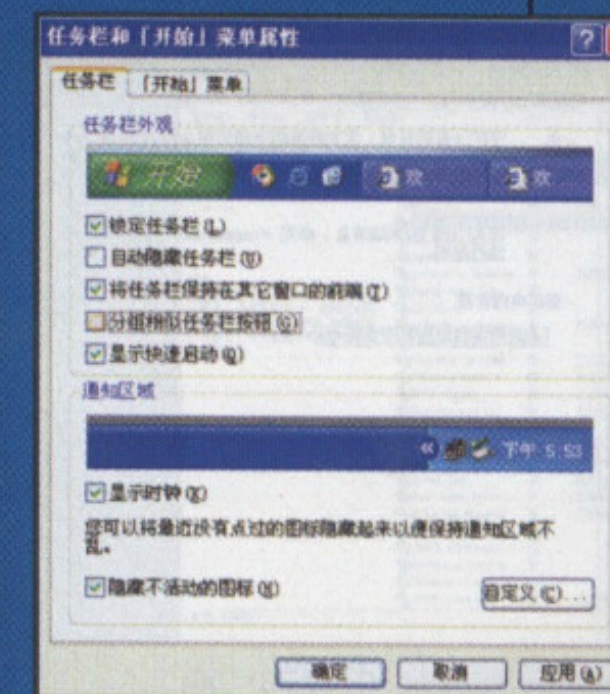 任务栏和「开始」菜单属性
任务栏 「开始」菜单
任务栏外观
开始 欢... 欢...
锁定任务栏(L)
自动隐藏任务栏(U)
将任务栏保持在其它窗口的前端(T)
分组相似任务栏按钮(G)
显示快速启动(Q)
通知区域
« 下午 5:53
显示时钟(K)
您可以将最近没有点过的图标隐藏起来以便保持通知区域不
乱。
隐藏不活动的图标(H)
自定义(C)...
确定 取消 应用(A)